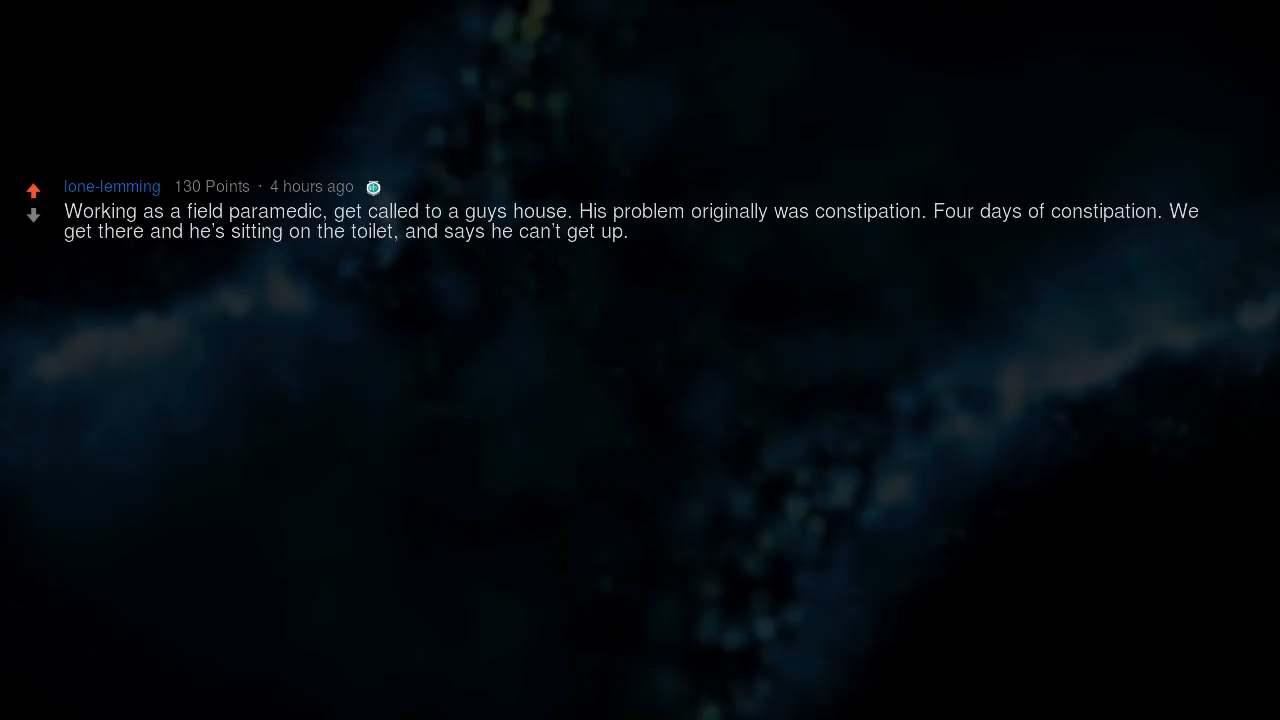 lone-lemming 130 Points · 4 hours ago
Working as a field paramedic, get called to a guys house. His problem originally was constipation. Four days of constipation. We
get there and he's sitting on the toilet, and says he can't get up.